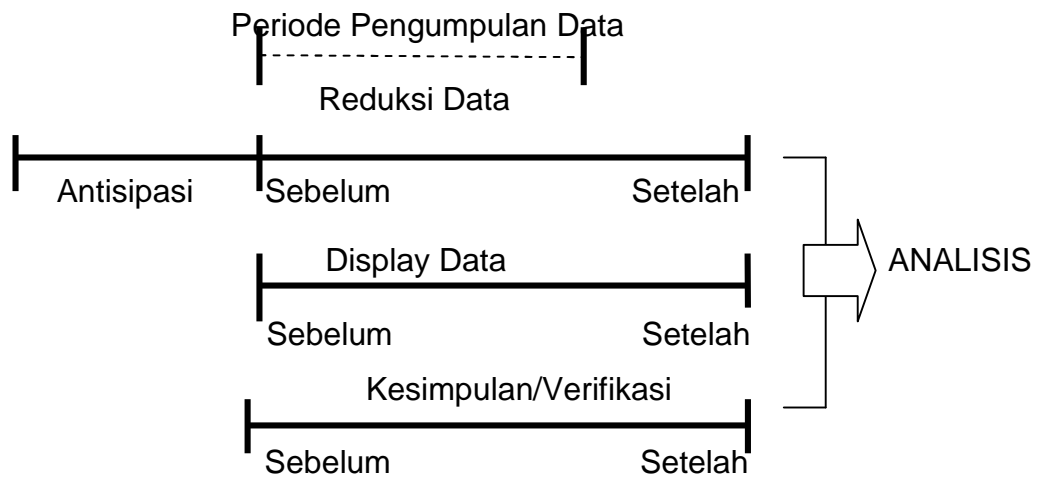 Periode Pengumpulan Data
Reduksi Data
Antisipasi Sebelum Setelah
Display Data
ANALISIS
Sebelum Setelah
Kesimpulan/Verifikasi
Sebelum Setelah